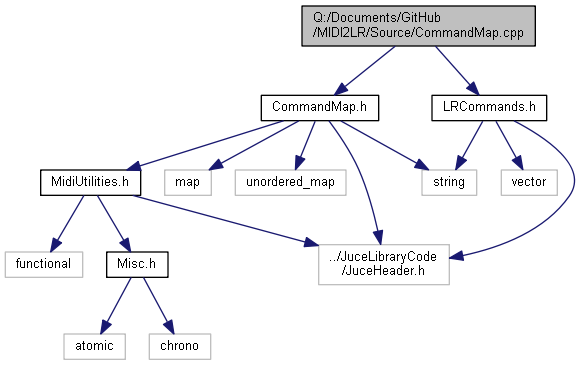 Q:/Documents/GitHub
/MIDI2LR/Source/CommandMap.cpp
CommandMap.h
LRCommands.h
MidiUtilities.h
map
unordered_map
string
vector
functional
Misc.h
../JuceLibraryCode
/JuceHeader.h
atomic
chrono